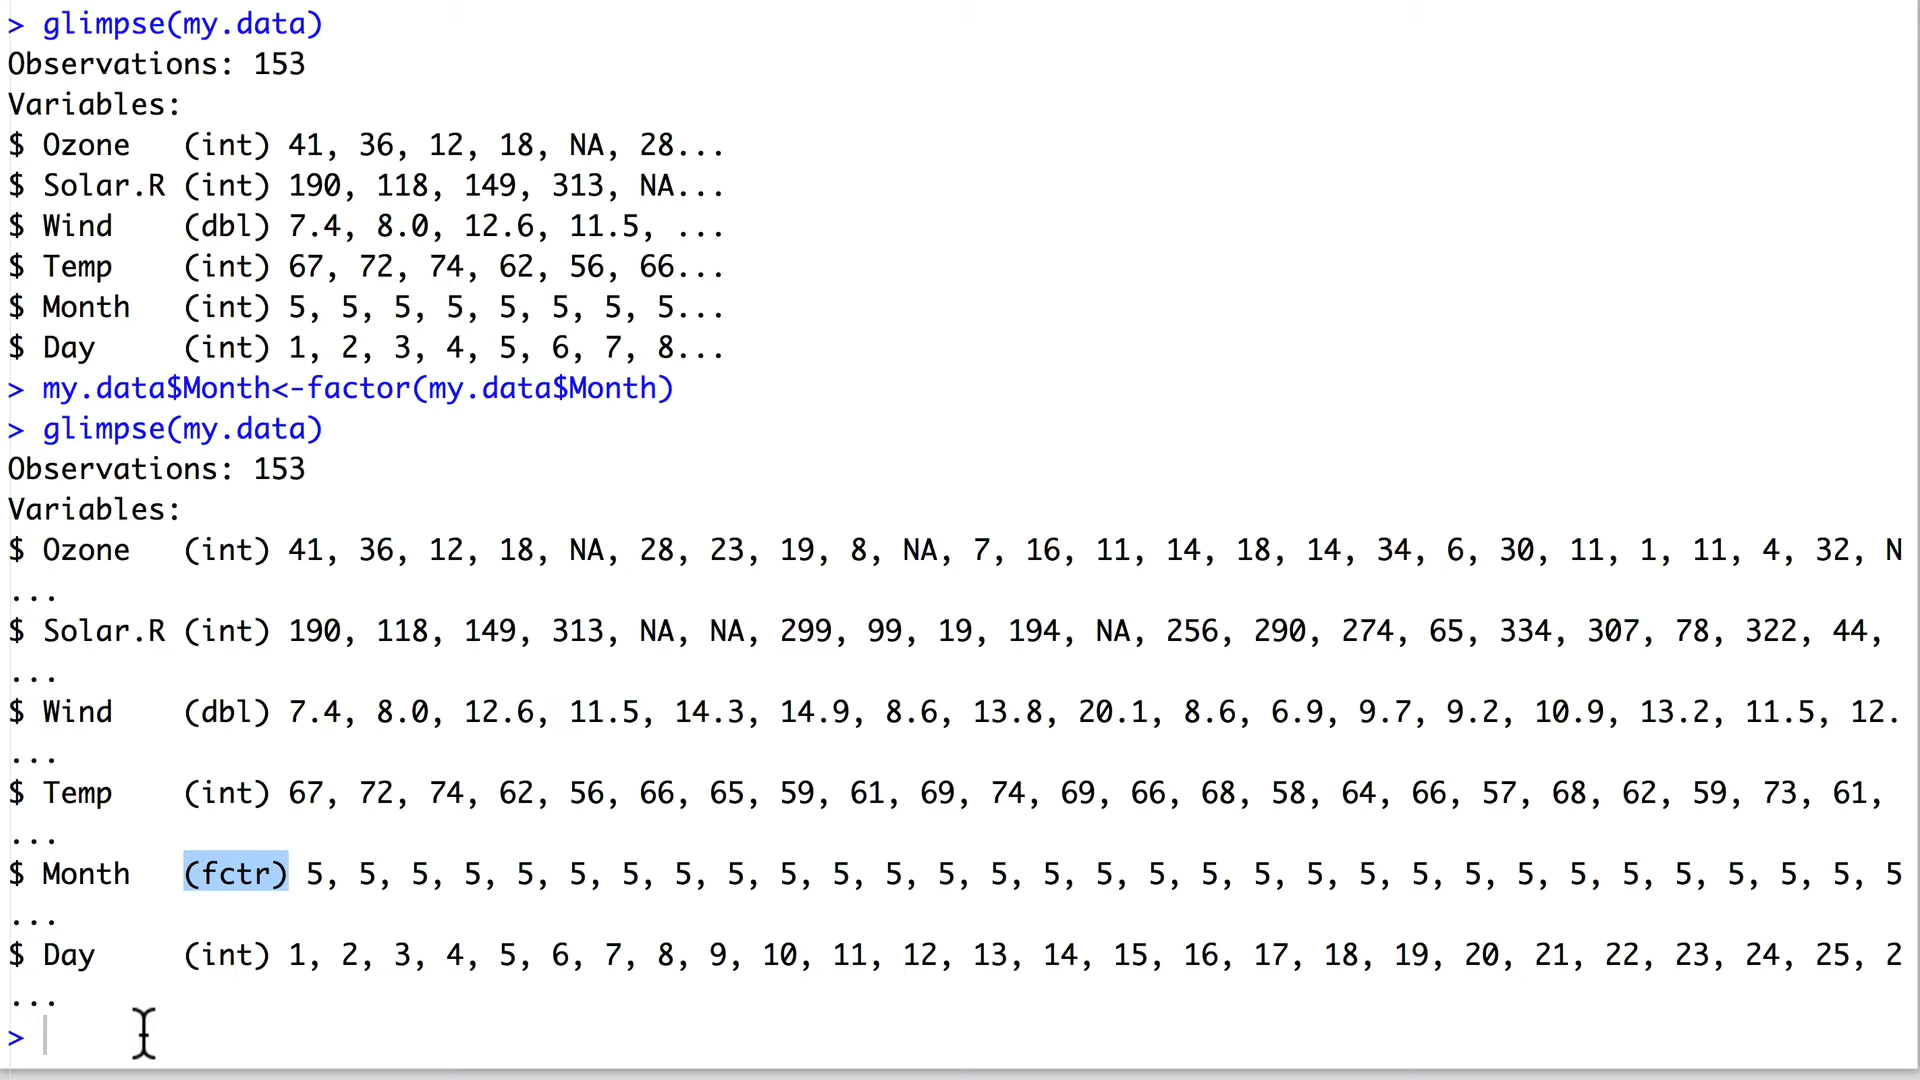 > glimpse(my.data)
Observations: 153
Variables:
$ Ozone   (int) 41, 36, 12, 18, NA, 28...
$ Solar.R (int) 190, 118, 149, 313, NA...
$ Wind    (dbl) 7.4, 8.0, 12.6, 11.5, ...
$ Temp    (int) 67, 72, 74, 62, 56, 66...
$ Month   (int) 5, 5, 5, 5, 5, 5, 5, 5...
$ Day     (int) 1, 2, 3, 4, 5, 6, 7, 8...
> my.data$Month<-factor(my.data$Month)
> glimpse(my.data)
Observations: 153
Variables:
$ Ozone   (int) 41, 36, 12, 18, NA, 28, 23, 19, 8, NA, 7, 16, 11, 14, 18, 14, 34, 6, 30, 11, 1, 11, 4, 32, N
...
$ Solar.R (int) 190, 118, 149, 313, NA, NA, 299, 99, 19, 194, NA, 256, 290, 274, 65, 334, 307, 78, 322, 44,
...
$ Wind    (dbl) 7.4, 8.0, 12.6, 11.5, 14.3, 14.9, 8.6, 13.8, 20.1, 8.6, 6.9, 9.7, 9.2, 10.9, 13.2, 11.5, 12.
...
$ Temp    (int) 67, 72, 74, 62, 56, 66, 65, 59, 61, 69, 74, 69, 66, 68, 58, 64, 66, 57, 68, 62, 59, 73, 61,
...
$ Month   (fctr) 5, 5, 5, 5, 5, 5, 5, 5, 5, 5, 5, 5, 5, 5, 5, 5, 5, 5, 5, 5, 5, 5, 5, 5, 5, 5, 5, 5, 5, 5, 5
...
$ Day     (int) 1, 2, 3, 4, 5, 6, 7, 8, 9, 10, 11, 12, 13, 14, 15, 16, 17, 18, 19, 20, 21, 22, 23, 24, 25, 2
...
>